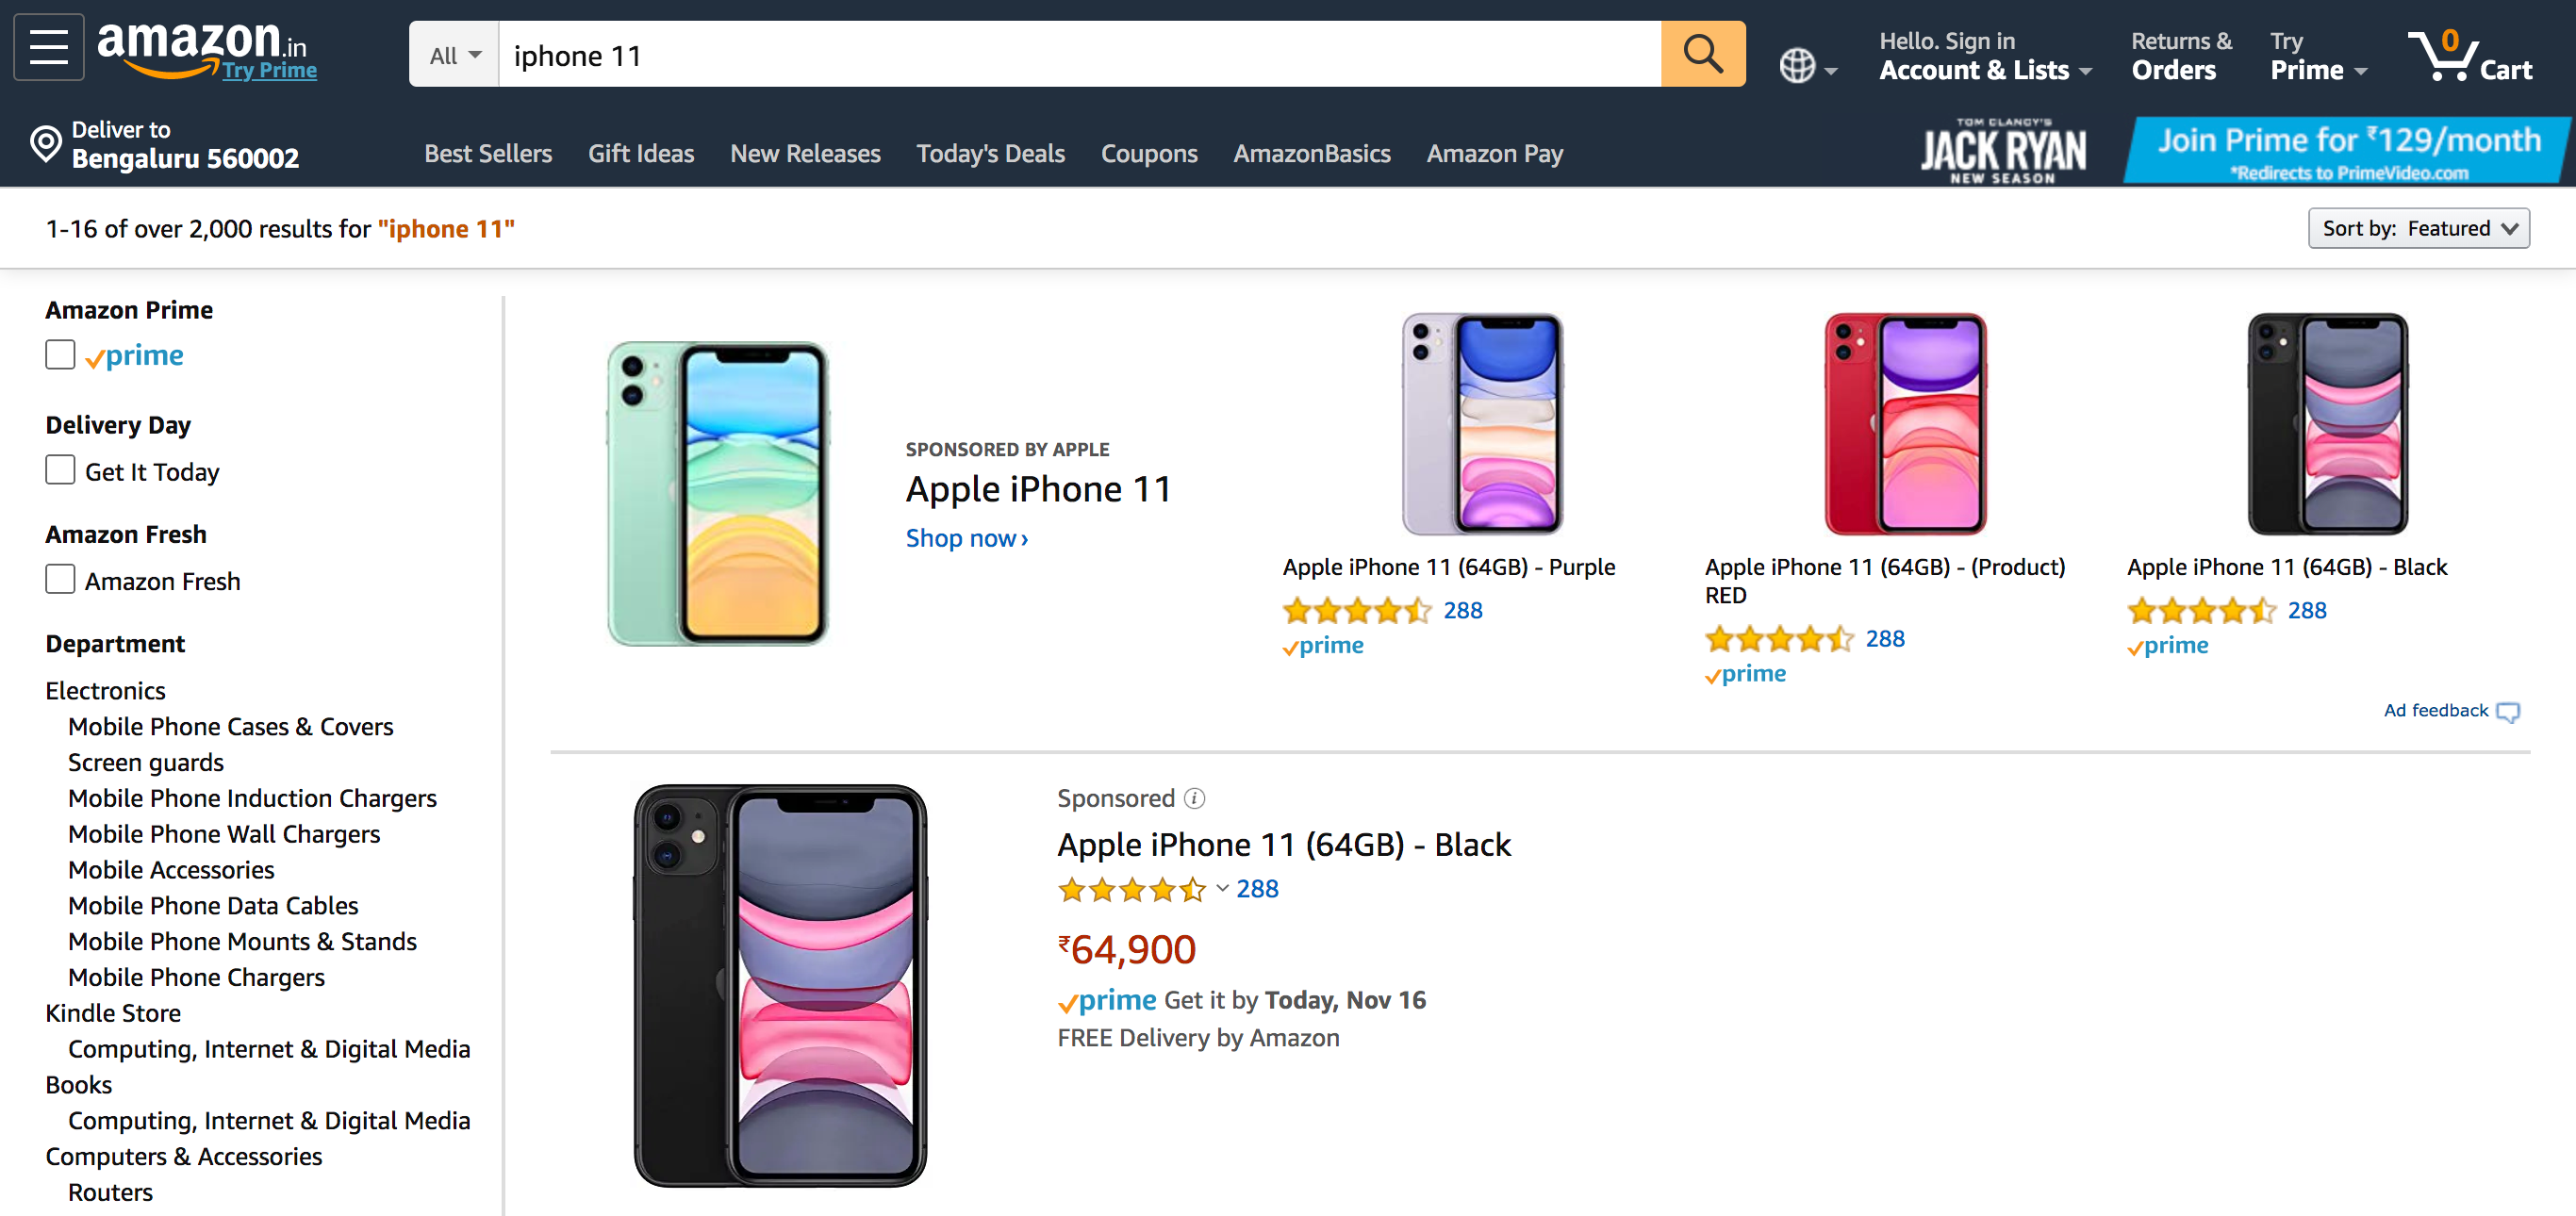 amazon.in
Try Prime
All
iphone 11
Hello. Sign in
Account & Lists
Returns &
Orders
Try
Prime
0
Cart
Deliver to
Bengaluru 560002
Best Sellers
Gift Ideas
New Releases
Today's Deals
Coupons
AmazonBasics
Amazon Pay
TOM CLANCY'S
JACK RYAN
NEW SEASON
Join Prime for ₹129/month
*Redirects to PrimeVideo.com
1-16 of over 2,000 results for "iphone 11"
Sort by: Featured
Amazon Prime
prime
Delivery Day
Get It Today
Amazon Fresh
Amazon Fresh
Department
Electronics
Mobile Phone Cases & Covers
Screen guards
Mobile Phone Induction Chargers
Mobile Phone Wall Chargers
Mobile Accessories
Mobile Phone Data Cables
Mobile Phone Mounts & Stands
Mobile Phone Chargers
Kindle Store
Computing, Internet & Digital Media
Books
Computing, Internet & Digital Media
Computers & Accessories
Routers
SPONSORED BY APPLE
Apple iPhone 11
Shop now ›
Apple iPhone 11 (64GB) - Purple
288
prime
Apple iPhone 11 (64GB) - (Product)
RED
288
prime
Apple iPhone 11 (64GB) - Black
288
prime
Ad feedback
Sponsored
Apple iPhone 11 (64GB) - Black
288
₹64,900
prime Get it by Today, Nov 16
FREE Delivery by Amazon